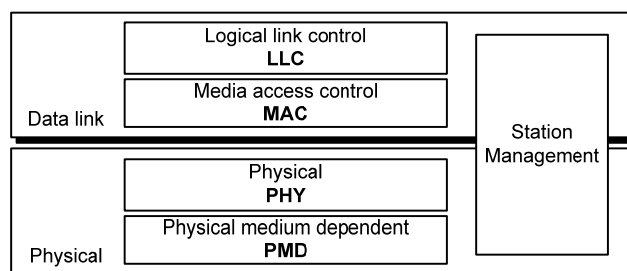 Logical link control
LLC
Media access control
MAC
Data link
Station
Management
Physical
PHY
Physical medium dependent
PMD
Physical